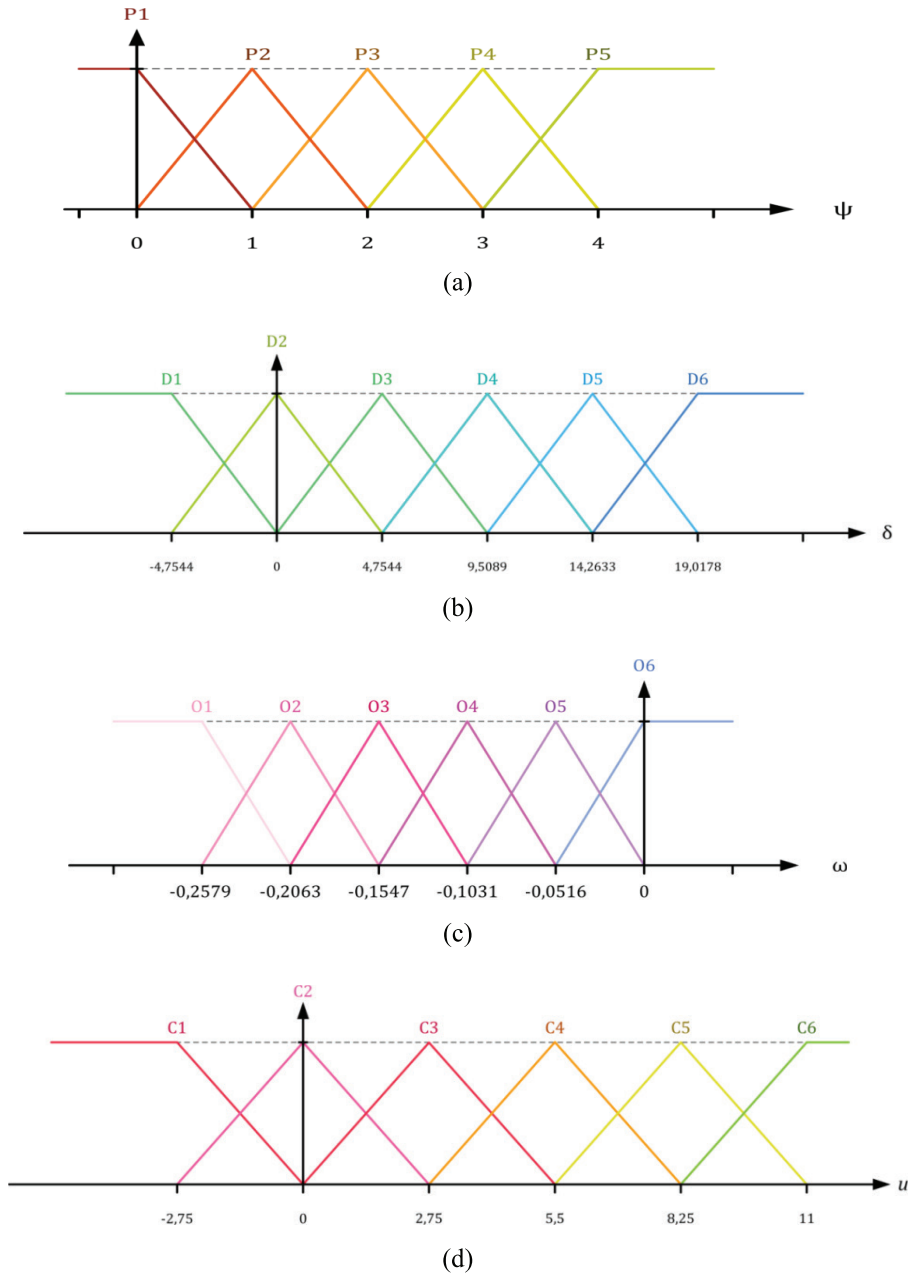 P1
P2 P3 P4 P5
ψ
0 1 2 3 4
(a)
D2
D1 D3 D4 D5 D6
δ
-4,7544 0 4,7544 9,5089 14,2633 19,0178
(b)
O6
O1 O2 O3 O4 O5
ω
-0,2579 -0,2063 -0,1547 -0,1031 -0,0516 0
(c)
C2
C1 C3 C4 C5 C6
u
-2,75 0 2,75 5,5 8,25 11
(d)